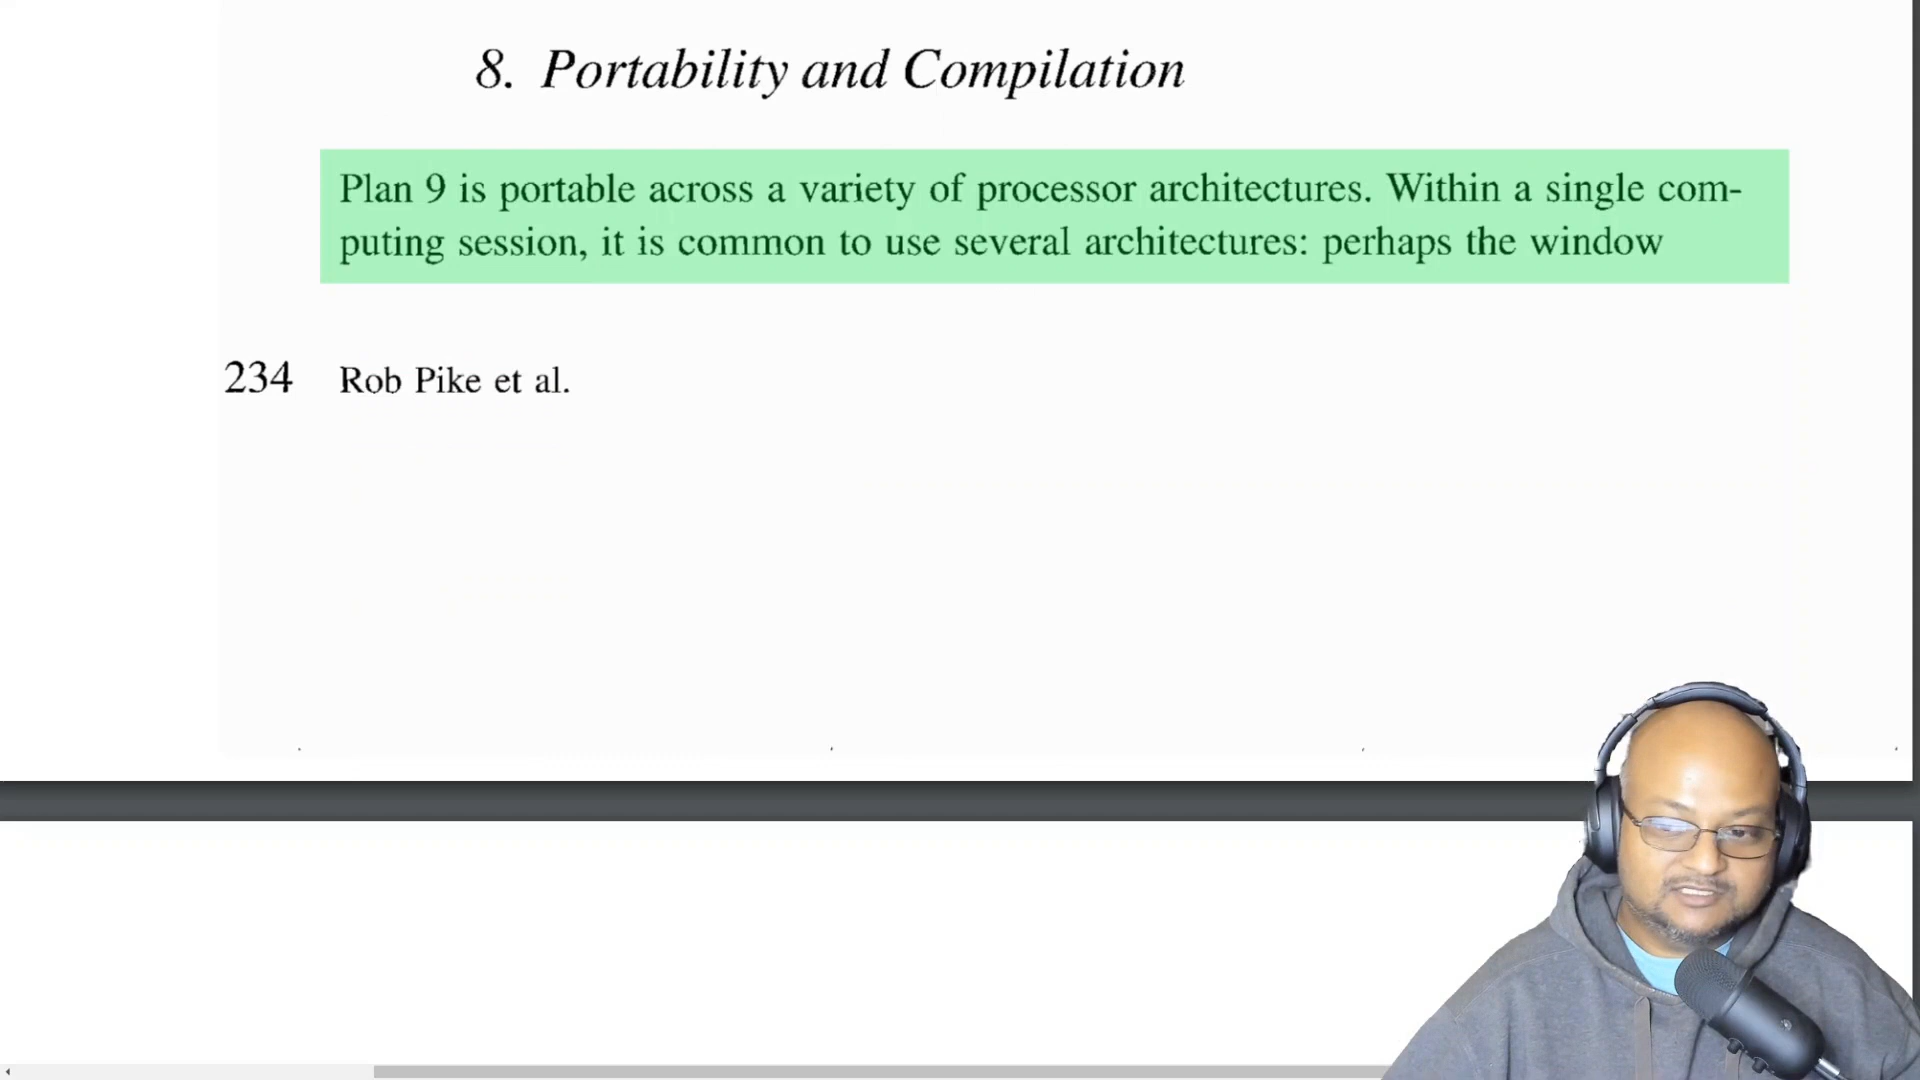 8. Portability and Compilation
Plan 9 is portable across a variety of processor architectures. Within a single com-
puting session, it is common to use several architectures: perhaps the window
234 Rob Pike et al.